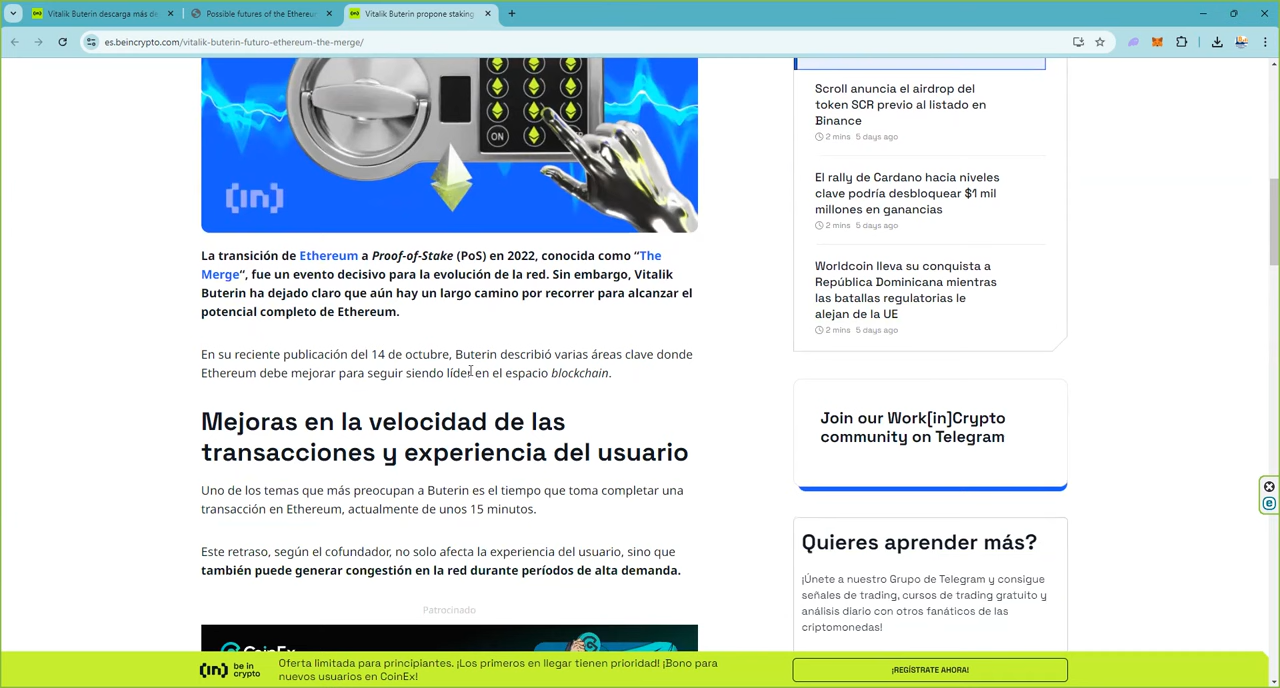 Vitalik Buterin descarga más de
Possible futures of the Ethereu
Vitalik Buterin propone staking
es.beincrypto.com/vitalik-buterin-futuro-ethereum-the-merge/
ON
[in]
La transición de Ethereum a Proof-of-Stake (PoS) en 2022, conocida como “The
Merge“, fue un evento decisivo para la evolución de la red. Sin embargo, Vitalik
Buterin ha dejado claro que aún hay un largo camino por recorrer para alcanzar el
potencial completo de Ethereum.
En su reciente publicación del 14 de octubre, Buterin describió varias áreas clave donde
Ethereum debe mejorar para seguir siendo líder en el espacio blockchain.
Mejoras en la velocidad de las
transacciones y experiencia del usuario
Uno de los temas que más preocupan a Buterin es el tiempo que toma completar una
transacción en Ethereum, actualmente de unos 15 minutos.
Este retraso, según el cofundador, no solo afecta la experiencia del usuario, sino que
también puede generar congestión en la red durante períodos de alta demanda.
Patrocinado
CoinEx
Scroll anuncia el airdrop del
token SCR previo al listado en
Binance
2 mins 5 days ago
El rally de Cardano hacia niveles
clave podría desbloquear $1 mil
millones en ganancias
2 mins 5 days ago
Worldcoin lleva su conquista a
República Dominicana mientras
las batallas regulatorias le
alejan de la UE
2 mins 5 days ago
Join our Work[in]Crypto
community on Telegram
Quieres aprender más?
¡Únete a nuestro Grupo de Telegram y consigue
señales de trading, cursos de trading gratuito y
análisis diario con otros fanáticos de las
criptomonedas!
[in] be in
crypto
Oferta limitada para principiantes. ¡Los primeros en llegar tienen prioridad! ¡Bono para
nuevos usuarios en CoinEx!
¡REGÍSTRATE AHORA!